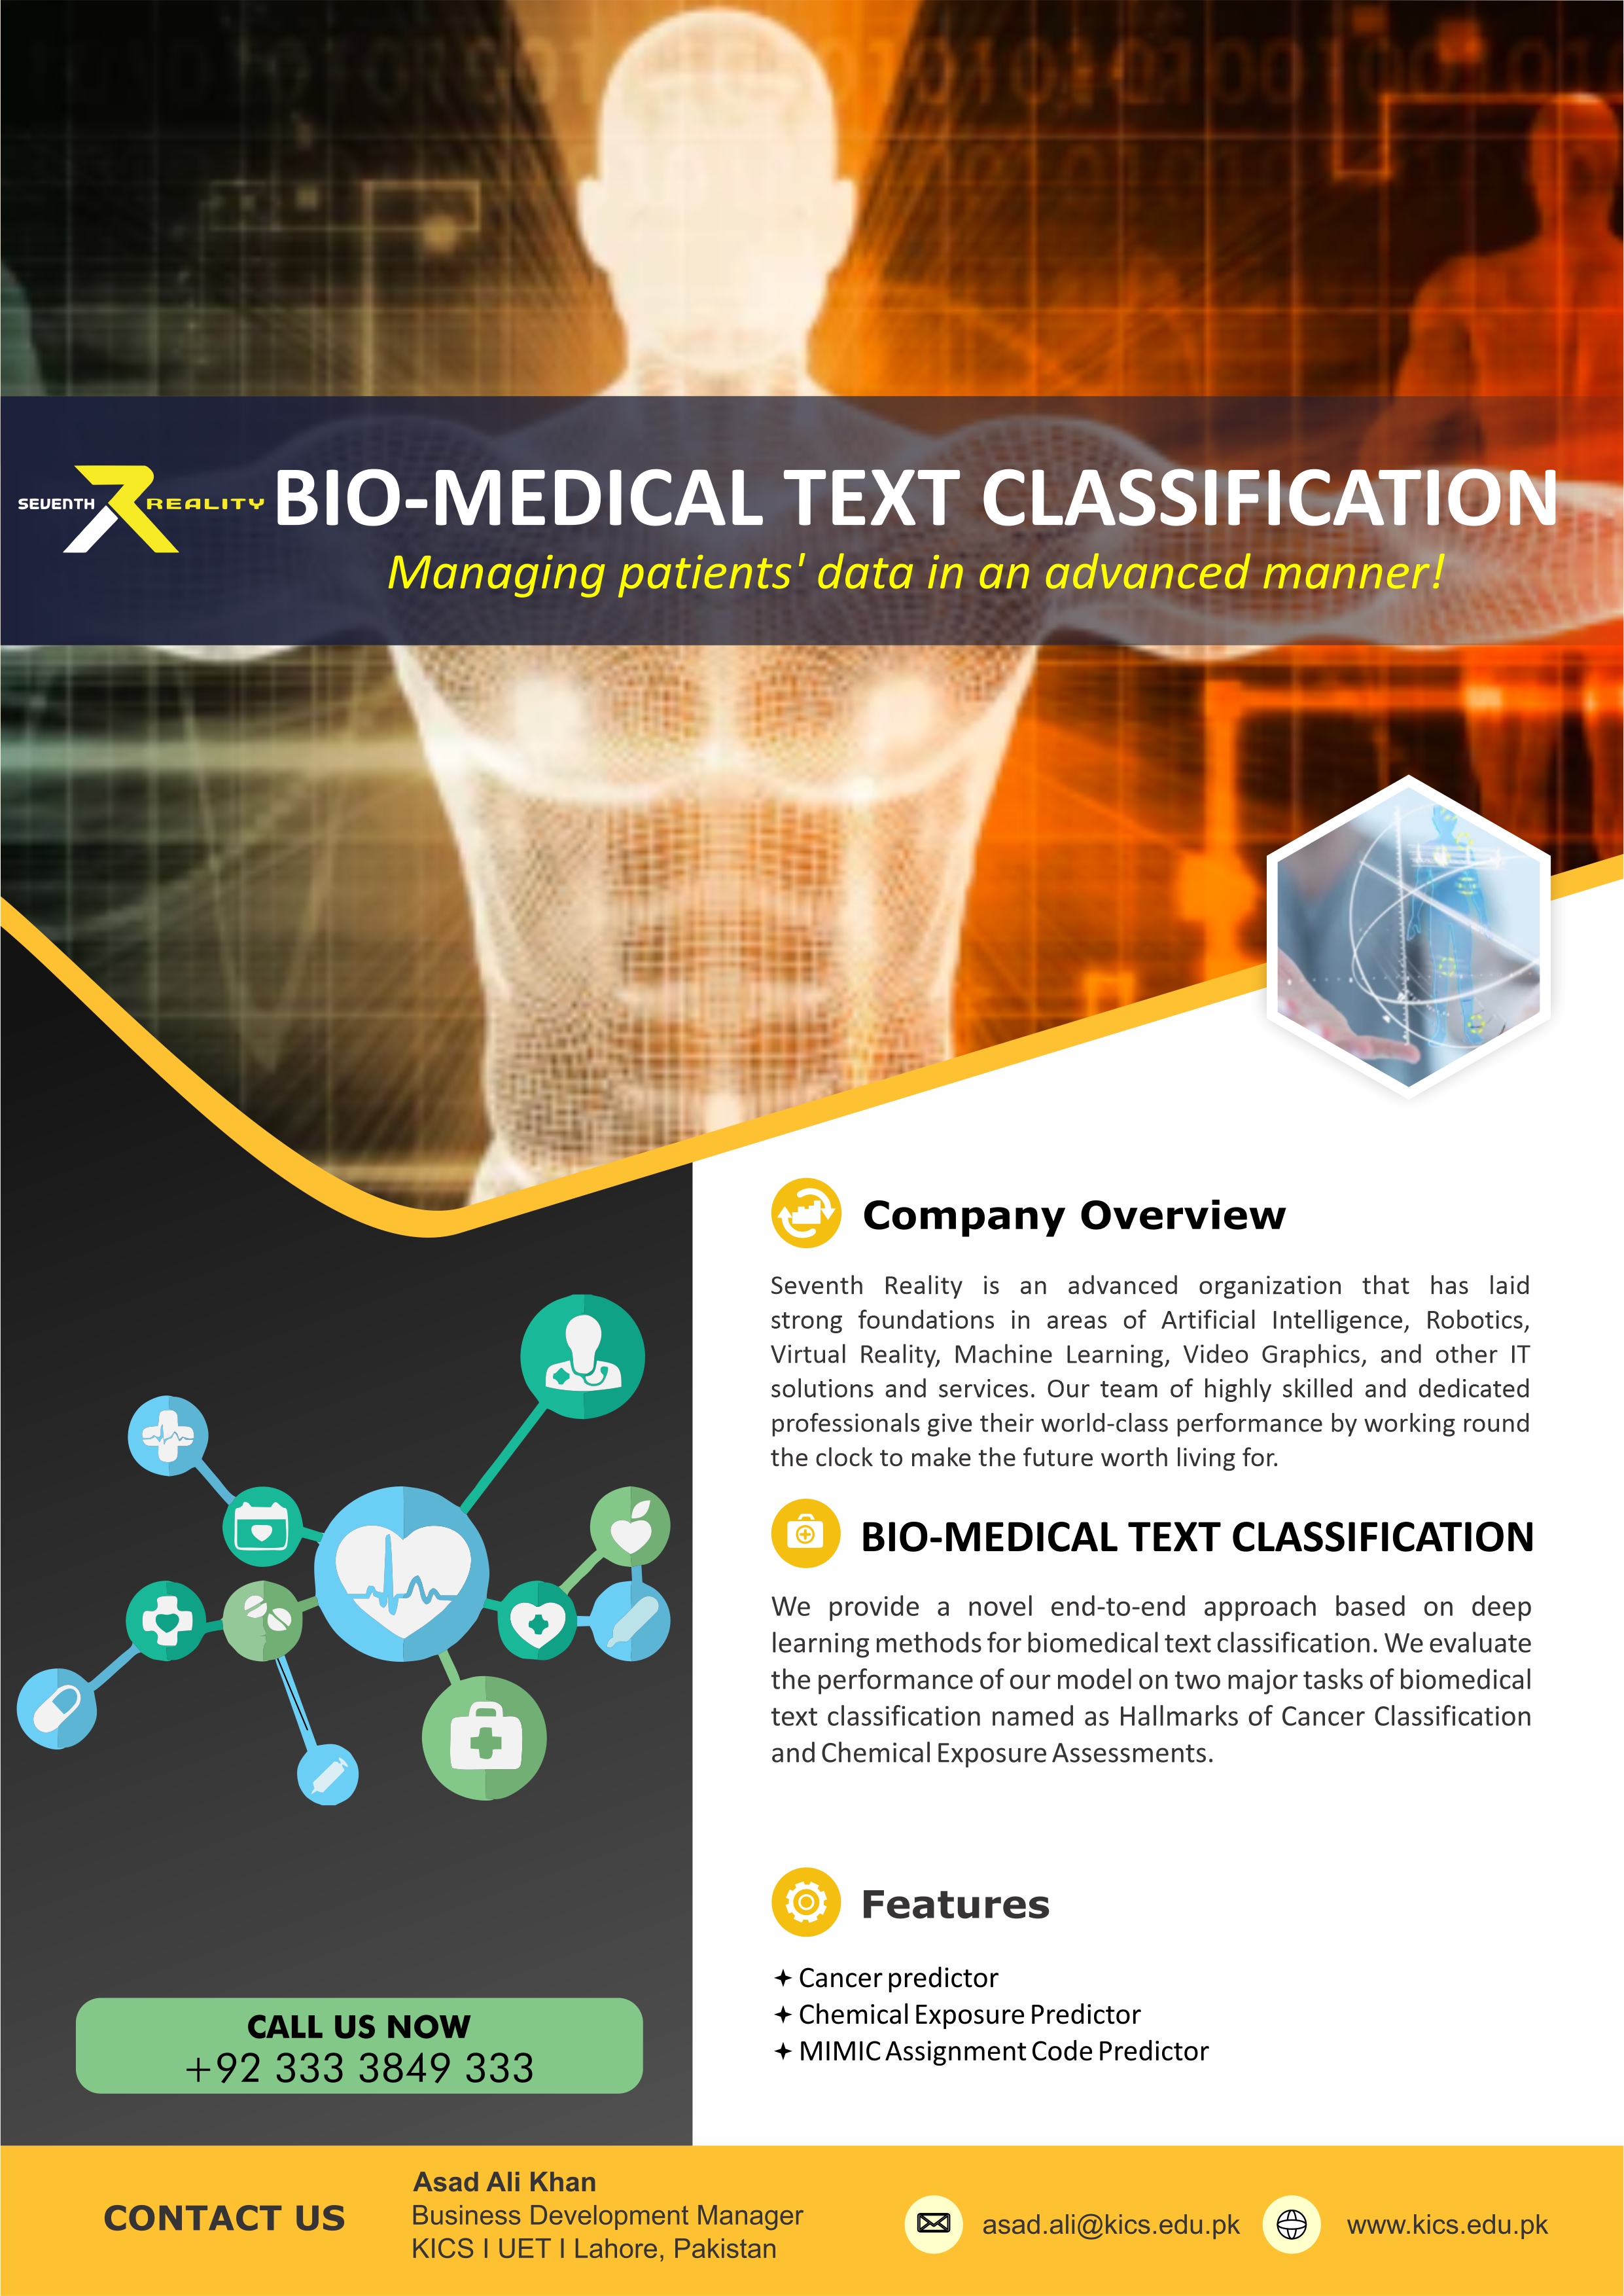 SEVENTH REALITY
BIO-MEDICAL TEXT CLASSIFICATION
Managing patients' data in an advanced manner!
Company Overview
Seventh Reality is an advanced organization that has laid
strong foundations in areas of Artificial Intelligence, Robotics,
Virtual Reality, Machine Learning, Video Graphics, and other IT
solutions and services. Our team of highly skilled and dedicated
professionals give their world-class performance by working round
the clock to make the future worth living for.
BIO-MEDICAL TEXT CLASSIFICATION
We provide a novel end-to-end approach based on deep
learning methods for biomedical text classification. We evaluate
the performance of our model on two major tasks of biomedical
text classification named as Hallmarks of Cancer Classification
and Chemical Exposure Assessments.
Features
Cancer predictor
Chemical Exposure Predictor
MIMIC Assignment Code Predictor
CALL US NOW
+92 333 3849 333
CONTACT US
Asad Ali Khan
Business Development Manager
KICS I UET I Lahore, Pakistan
asad.ali@kics.edu.pk
www.kics.edu.pk